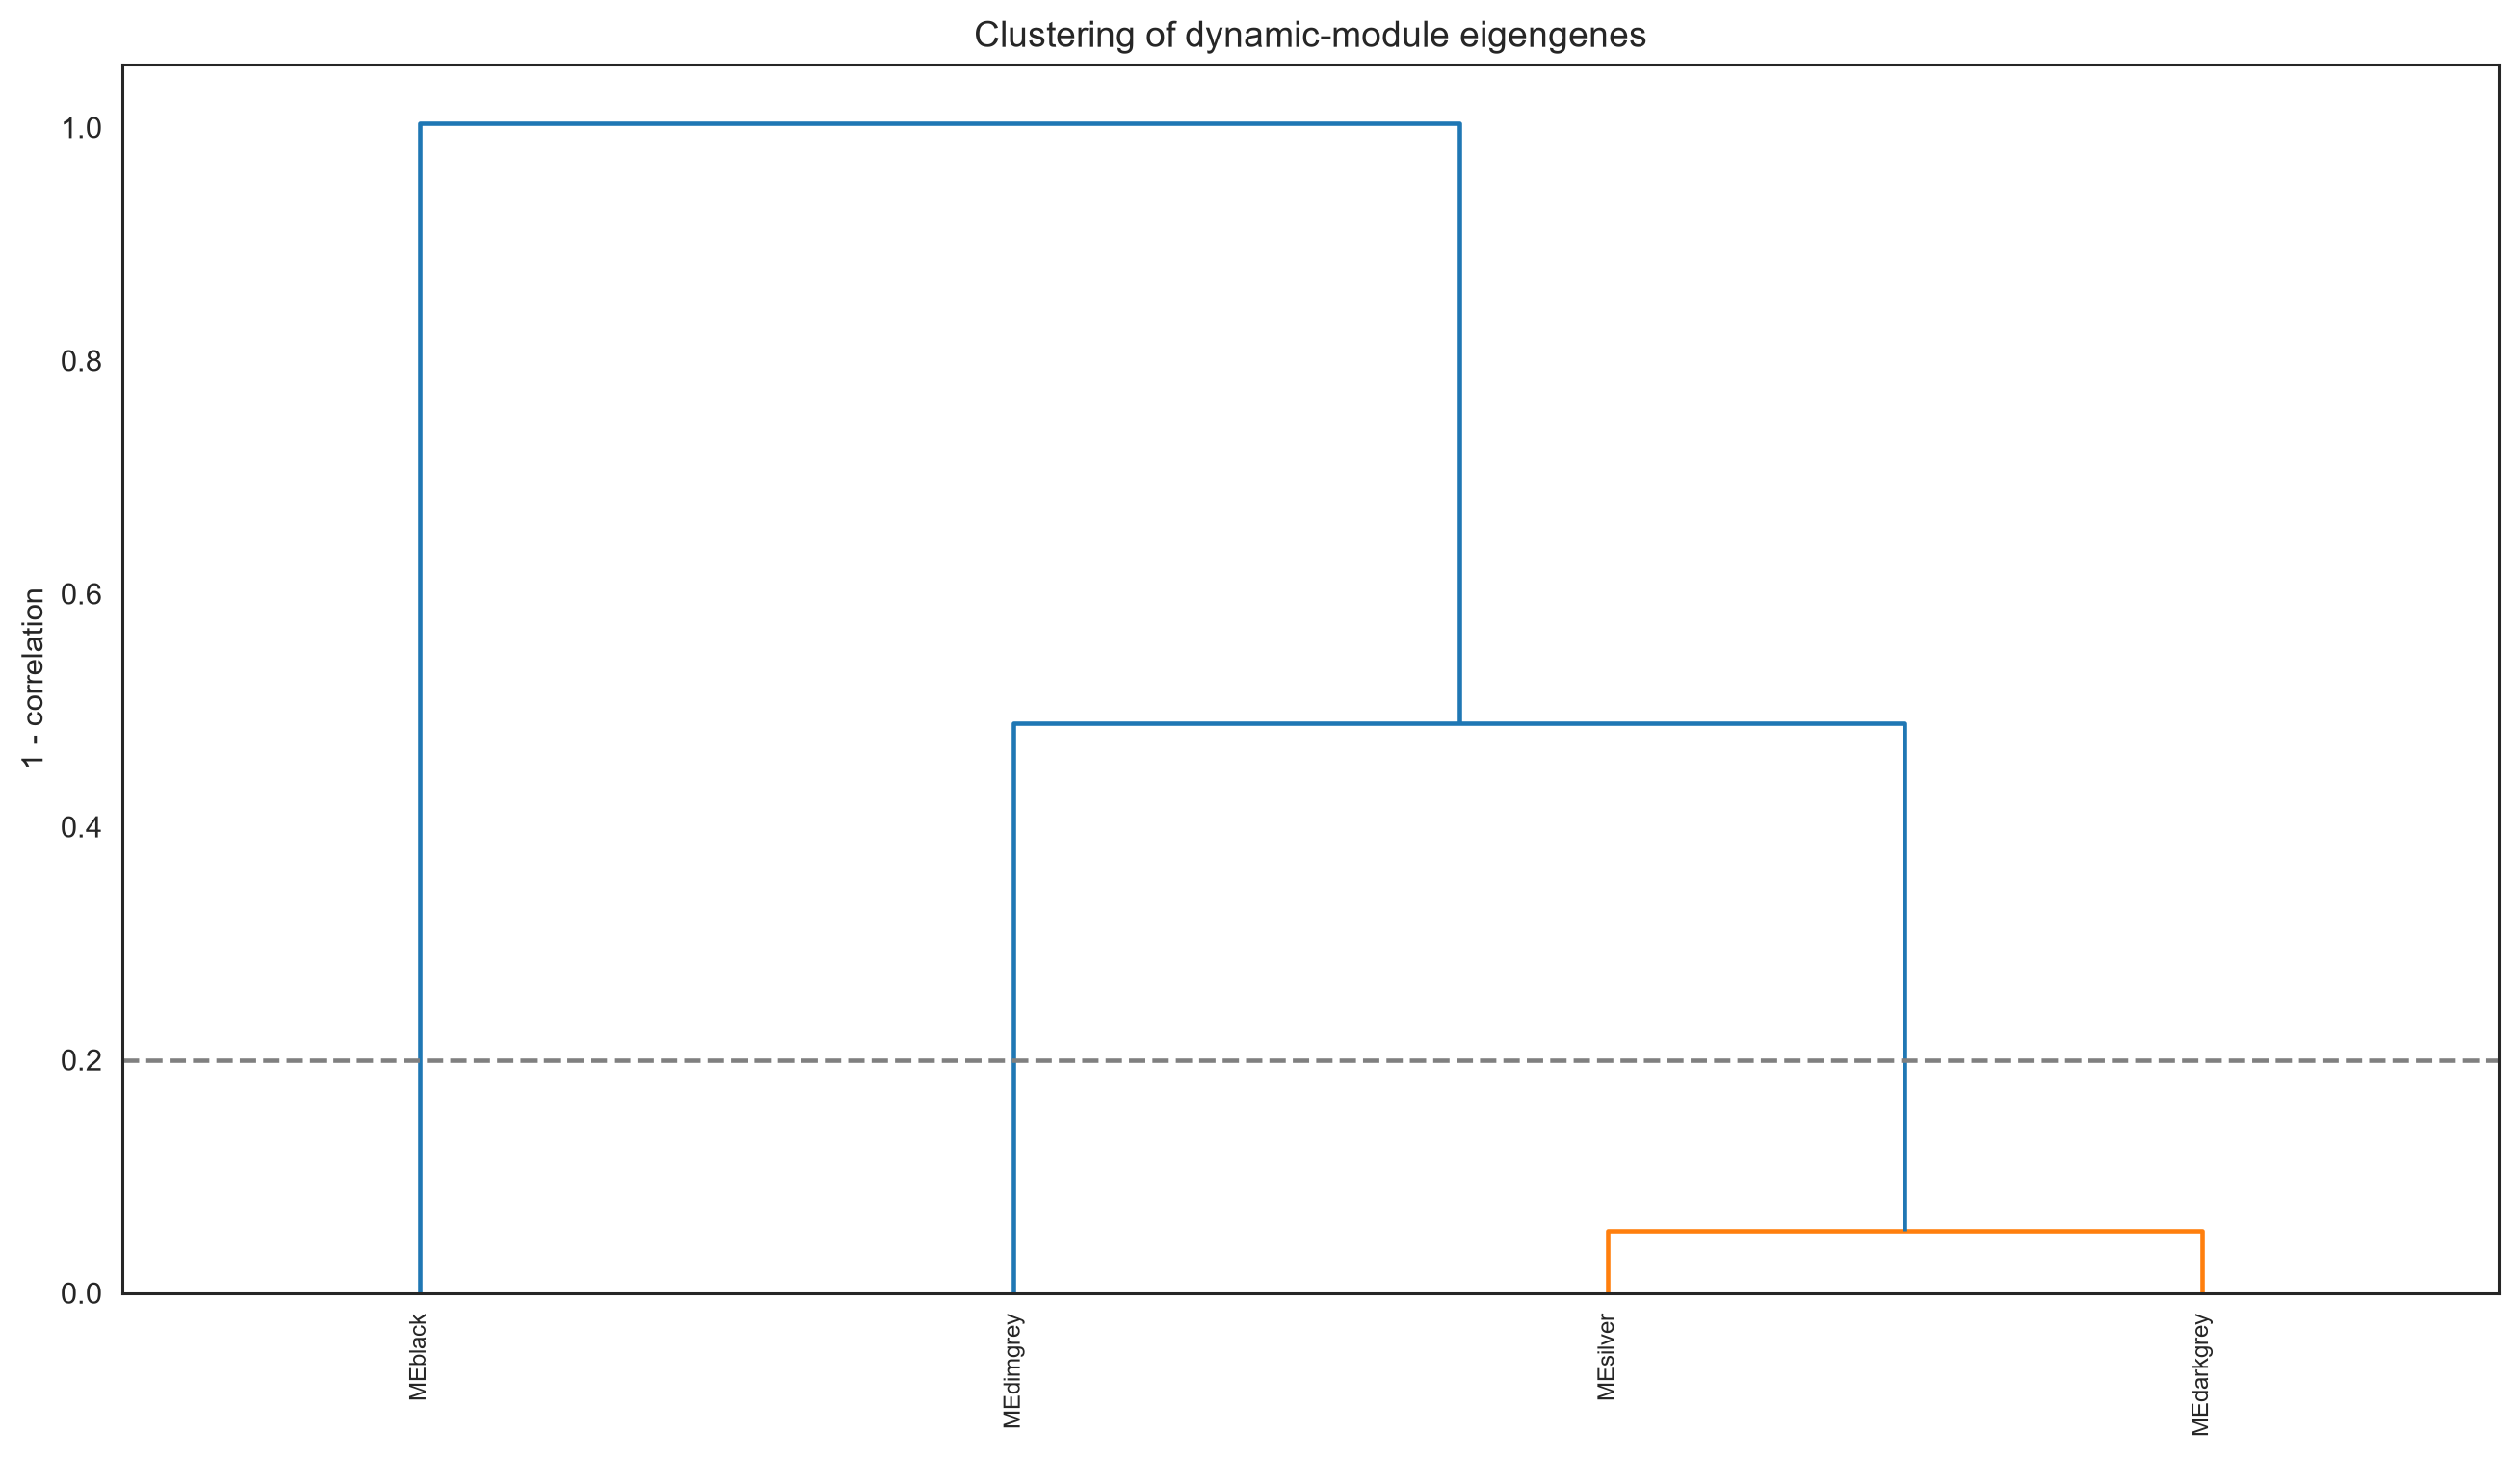 Clustering of dynamic-module eigengenes
1 - correlation
1.0
0.8
0.6
0.4
0.2
0.0
MEblack
MEdimgrey
MEsilver
MEdarkgrey